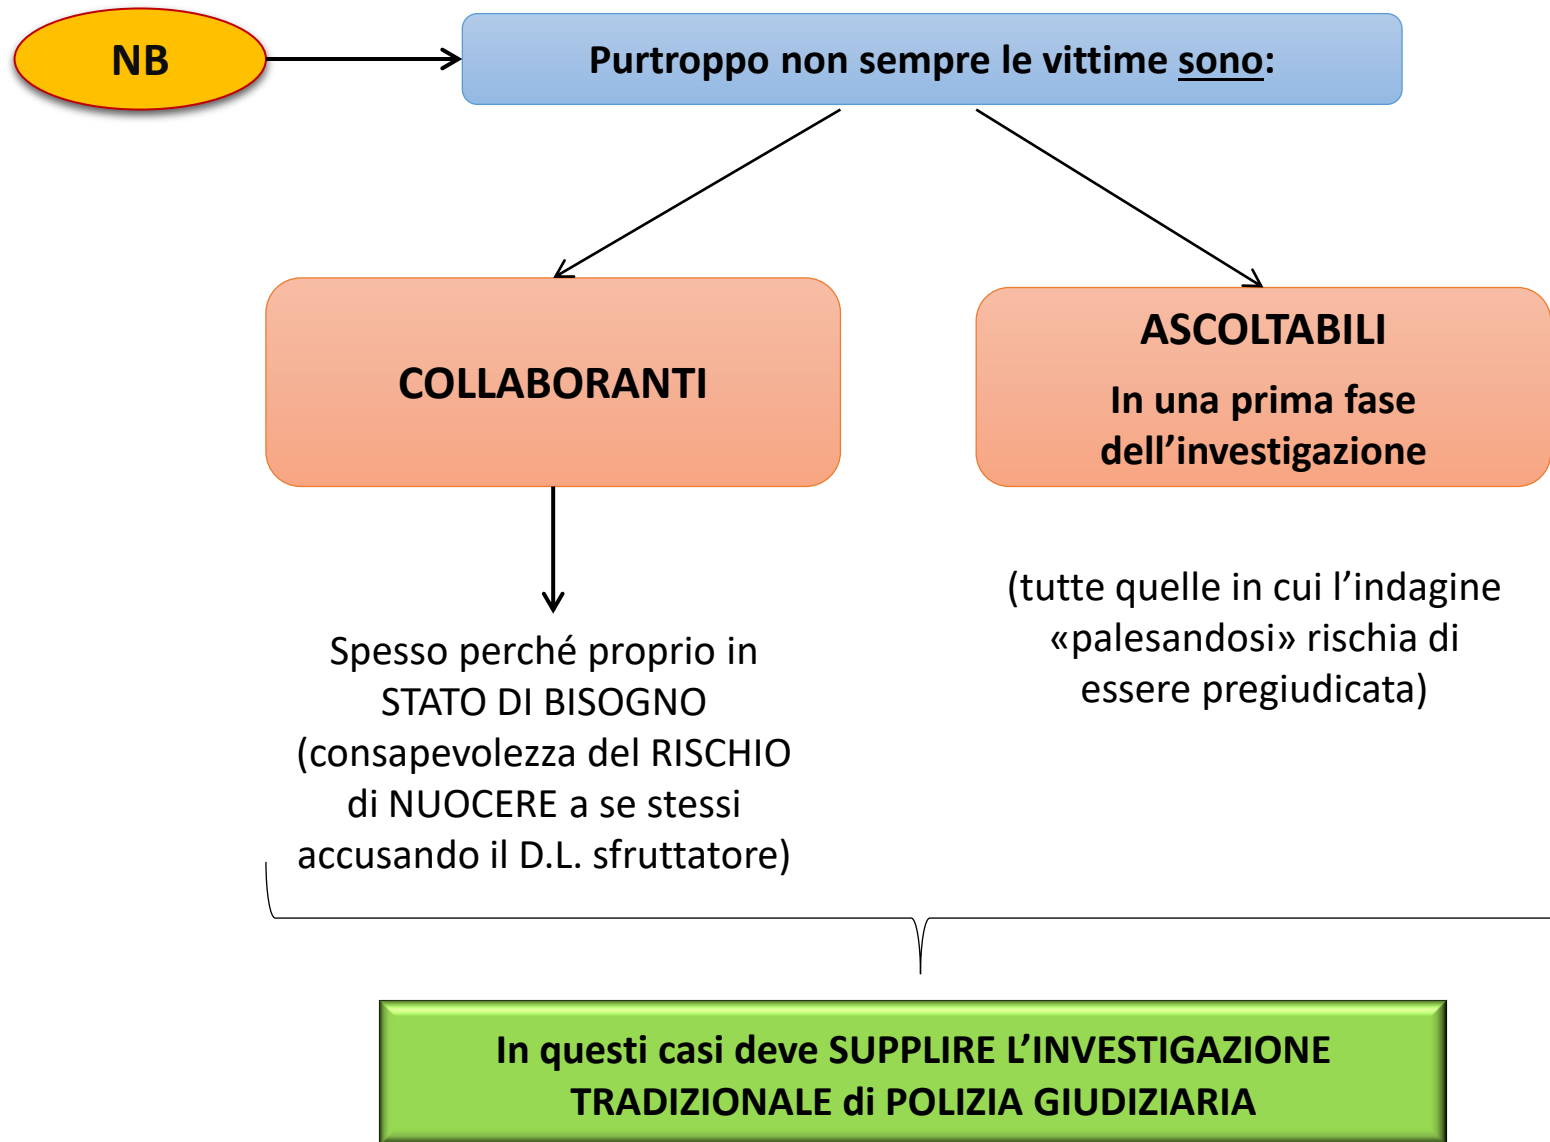 NB
Purtroppo non sempre le vittime sono:
COLLABORANTI
ASCOLTABILI
In una prima fase
dell’investigazione
Spesso perché proprio in
STATO DI BISOGNO
(consapevolezza del RISCHIO
di NUOCERE a se stessi
accusando il D.L. sfruttatore)
(tutte quelle in cui l’indagine
«palesandosi» rischia di
essere pregiudicata)
In questi casi deve SUPPLIRE L’INVESTIGAZIONE
TRADIZIONALE di POLIZIA GIUDIZIARIA